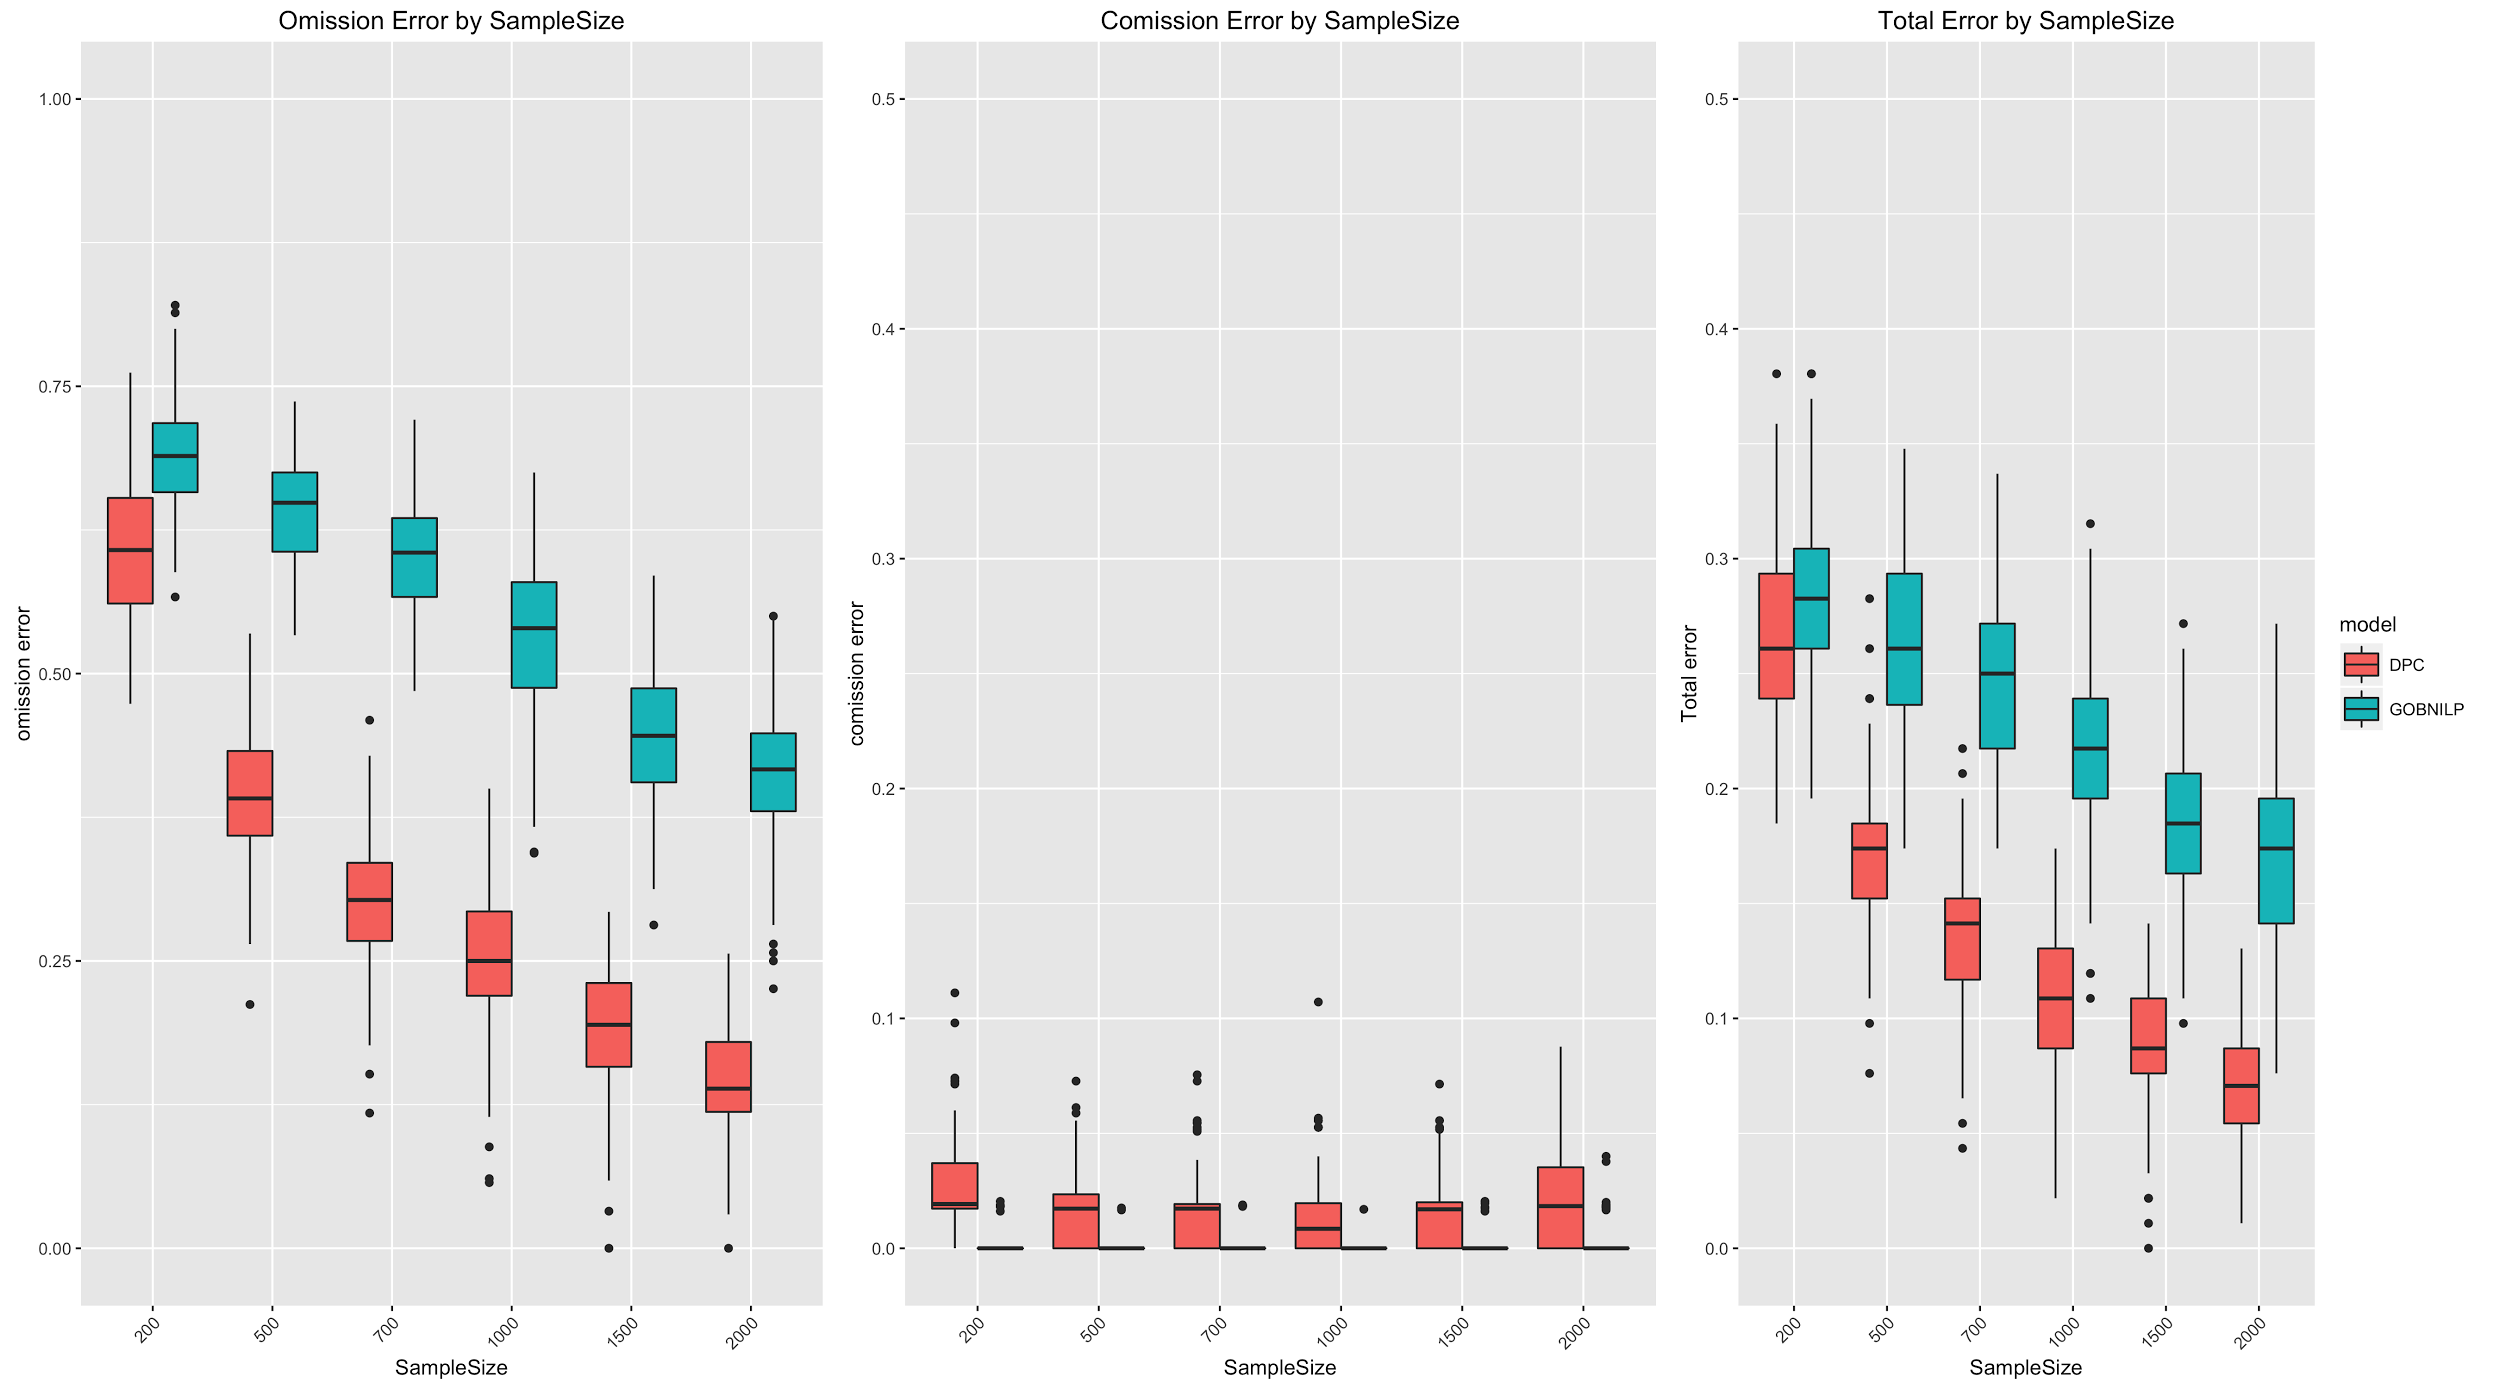 Omission Error by SampleSize
omission error
1.00
0.75
0.50
0.25
0.00
200
500
700
1000
1500
2000
SampleSize
Comission Error by SampleSize
comission error
0.5
0.4
0.3
0.2
0.1
0.0
200
500
700
1000
1500
2000
SampleSize
Total Error by SampleSize
Total error
0.5
0.4
0.3
0.2
0.1
0.0
200
500
700
1000
1500
2000
SampleSize
model
DPC
GOBNILP